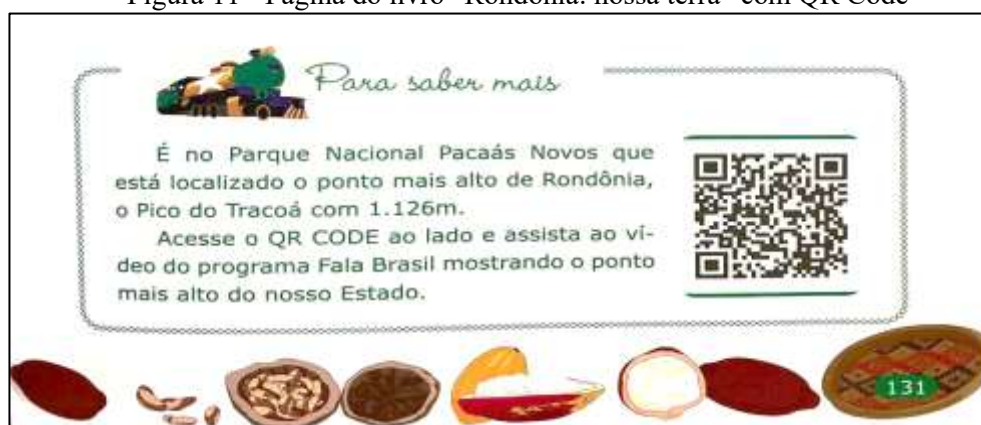 Figura 11 - Página do livro "Rondônia: nossa terra" com QR Code
Para saber mais
É no Parque Nacional Pacaás Novos que
está localizado o ponto mais alto de Rondônia,
o Pico do Tracoá com 1.126m.
Acesse o QR CODE ao lado e assista ao ví-
deo do programa Fala Brasil mostrando o ponto
mais alto do nosso Estado.
131